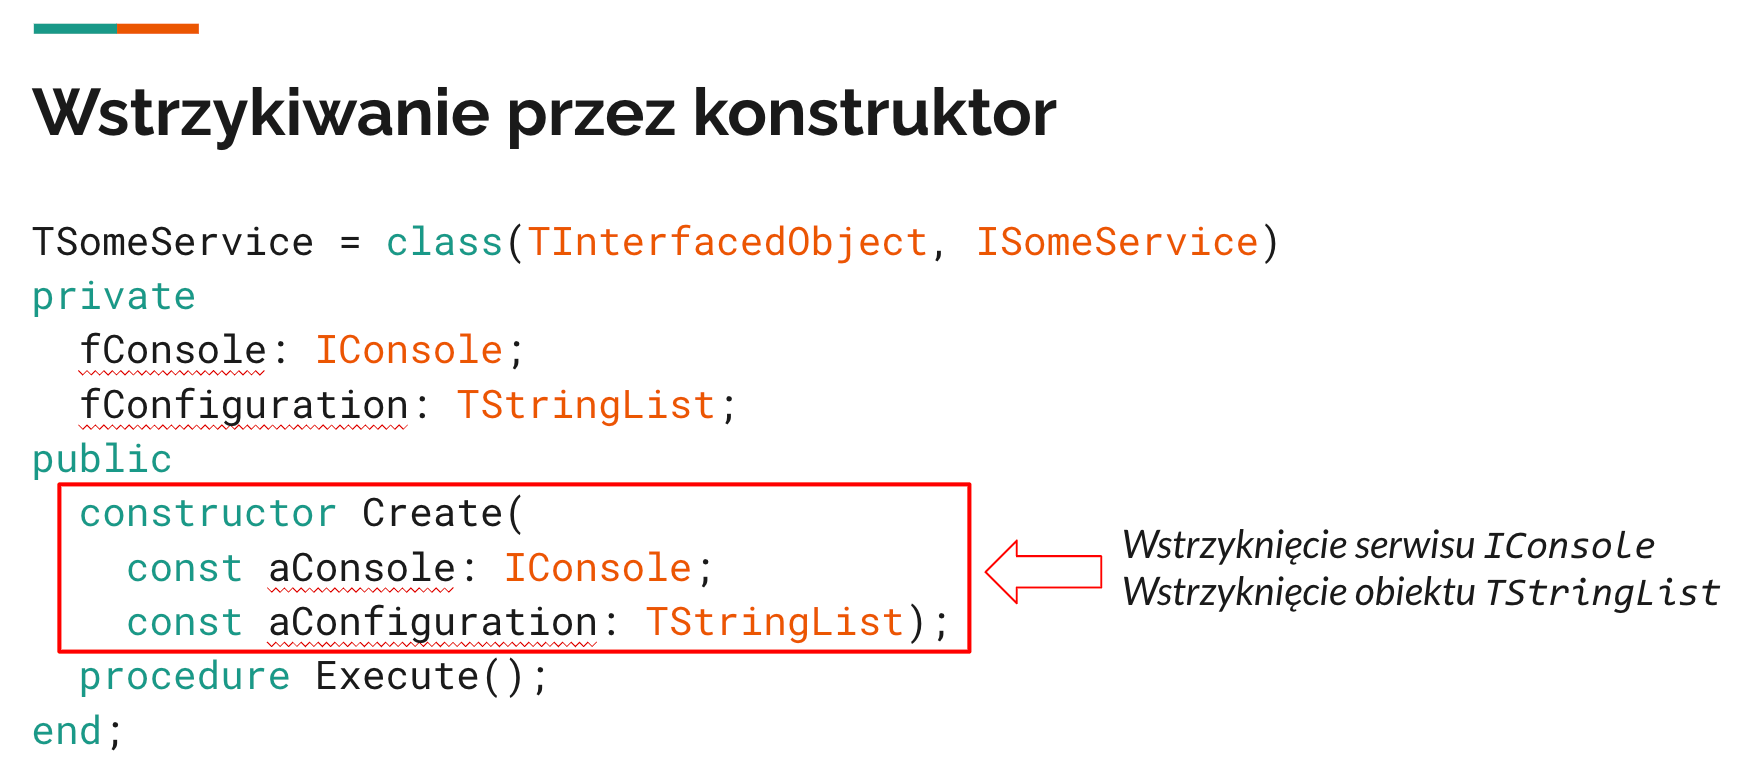 Wstrzykiwanie przez konstruktor
TSomeService = class(TInterfacedObject, ISomeService)
private
  fConsole: IConsole;
  fConfiguration: TStringList;
public
  constructor Create(
    const aConsole: IConsole;
    const aConfiguration: TStringList);
Wstrzyknięcie serwisu IConsole
Wstrzyknięcie obiektu TStringList
  procedure Execute();
end;